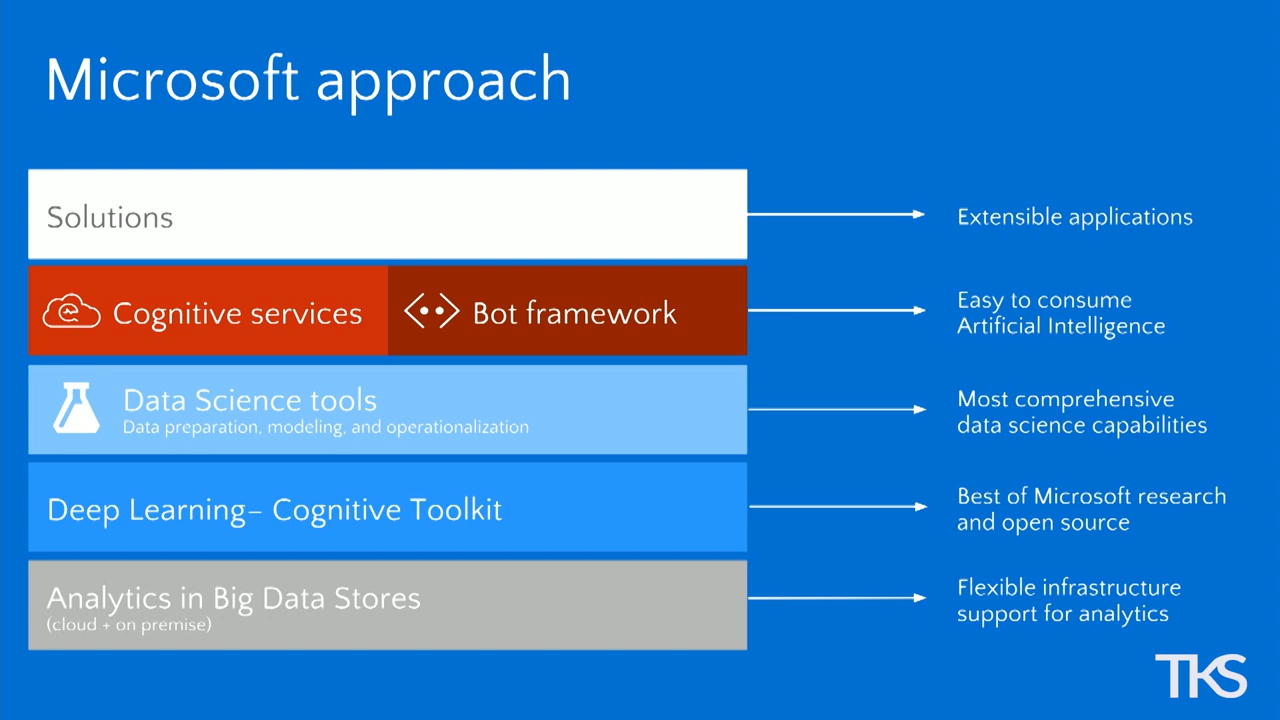 Microsoft approach
Solutions
Extensible applications
Cognitive services
Bot framework
Easy to consume
Artificial Intelligence
Data Science tools
Data preparation, modeling, and operationalization
Most comprehensive
data science capabilities
Deep Learning– Cognitive Toolkit
Best of Microsoft research
and open source
Analytics in Big Data Stores
(cloud + on premise)
Flexible infrastructure
support for analytics
TKS